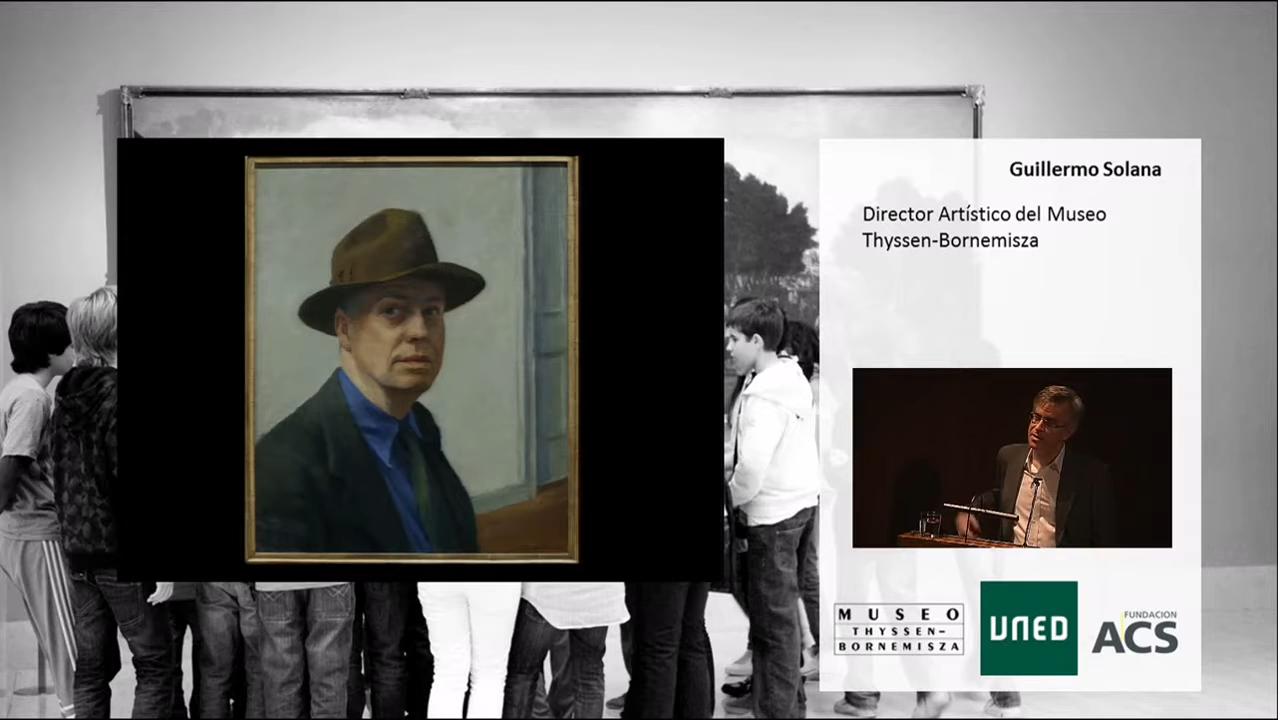 Guillermo Solana
Director Artístico del Museo
Thyssen-Bornemisza
MUSEO
THYSSEN-
BORNEMISZA
UNED
FUNDACION
ACS